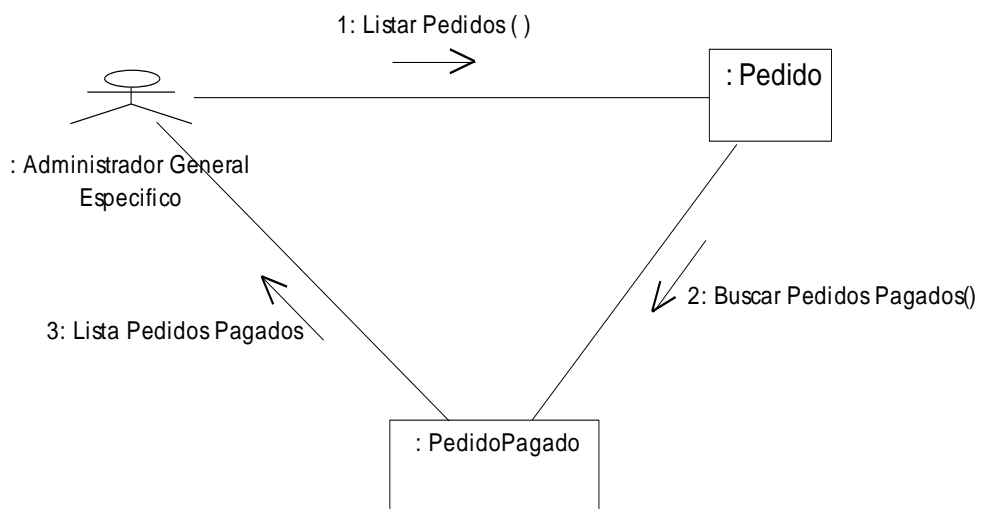 1: Listar Pedidos ( )
: Pedido
: Administrador General
Especifico
2: Buscar Pedidos Pagados()
3: Lista Pedidos Pagados
: PedidoPagado